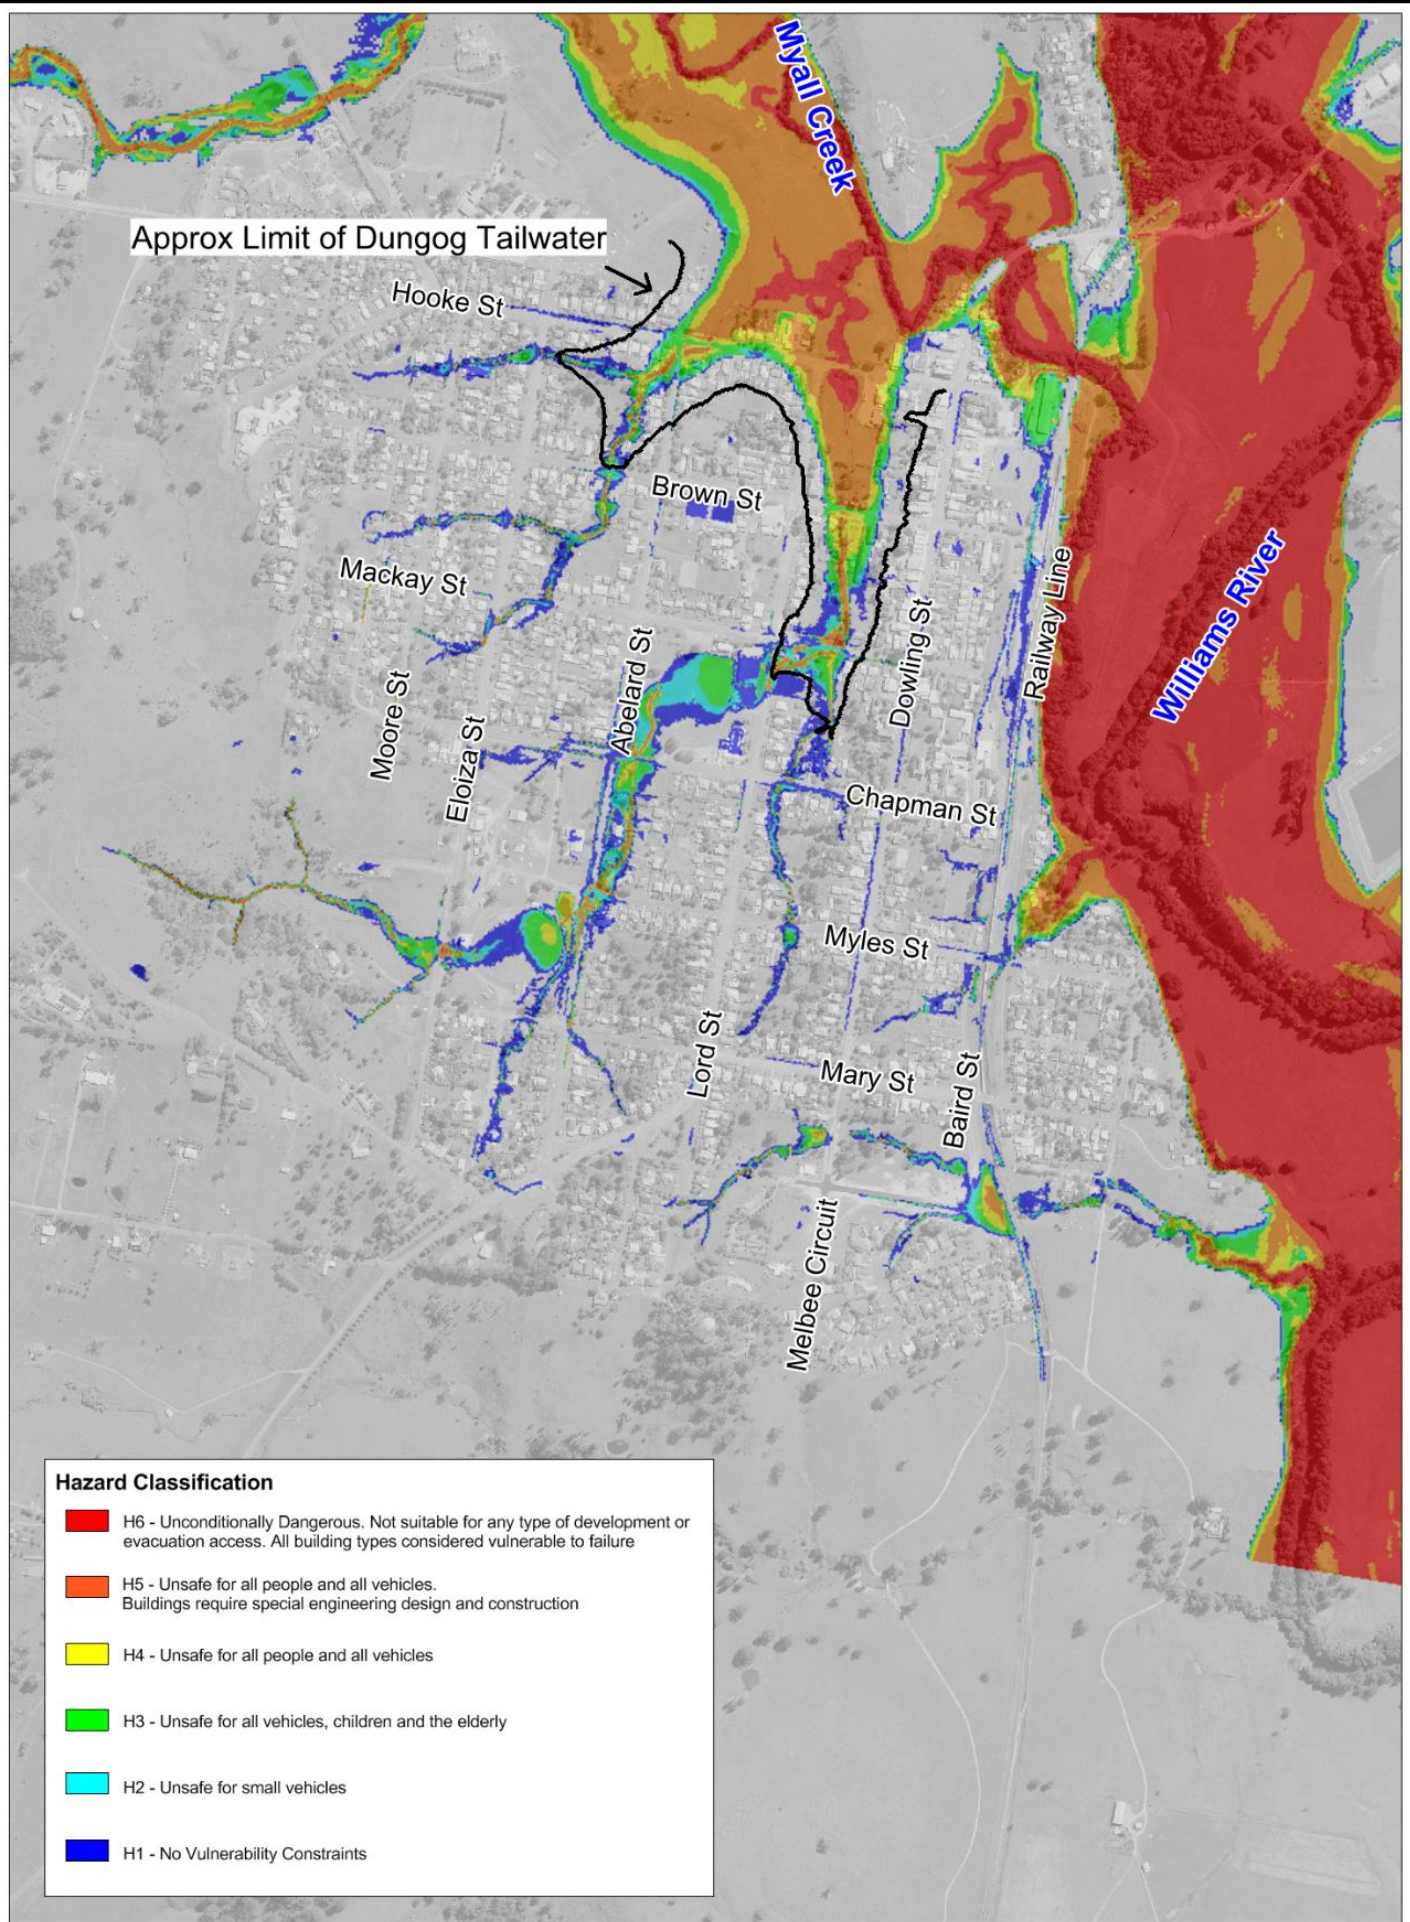 Myall Creek
Approx Limit of Dungog Tailwater
Hooke St
Brown St
Mackay St
Williams River
Railway Line
Dowling St
Abelard St
Moore St
Eloiza St
Chapman St
Myles St
Lord St
Mary St
Baird St
Melbee Circuit
Hazard Classification
H6 - Unconditionally Dangerous. Not suitable for any type of development or
evacuation access. All building types considered vulnerable to failure
H5 - Unsafe for all people and all vehicles.
Buildings require special engineering design and construction
H4 - Unsafe for all people and all vehicles
H3 - Unsafe for all vehicles, children and the elderly
H2 - Unsafe for small vehicles
H1 - No Vulnerability Constraints